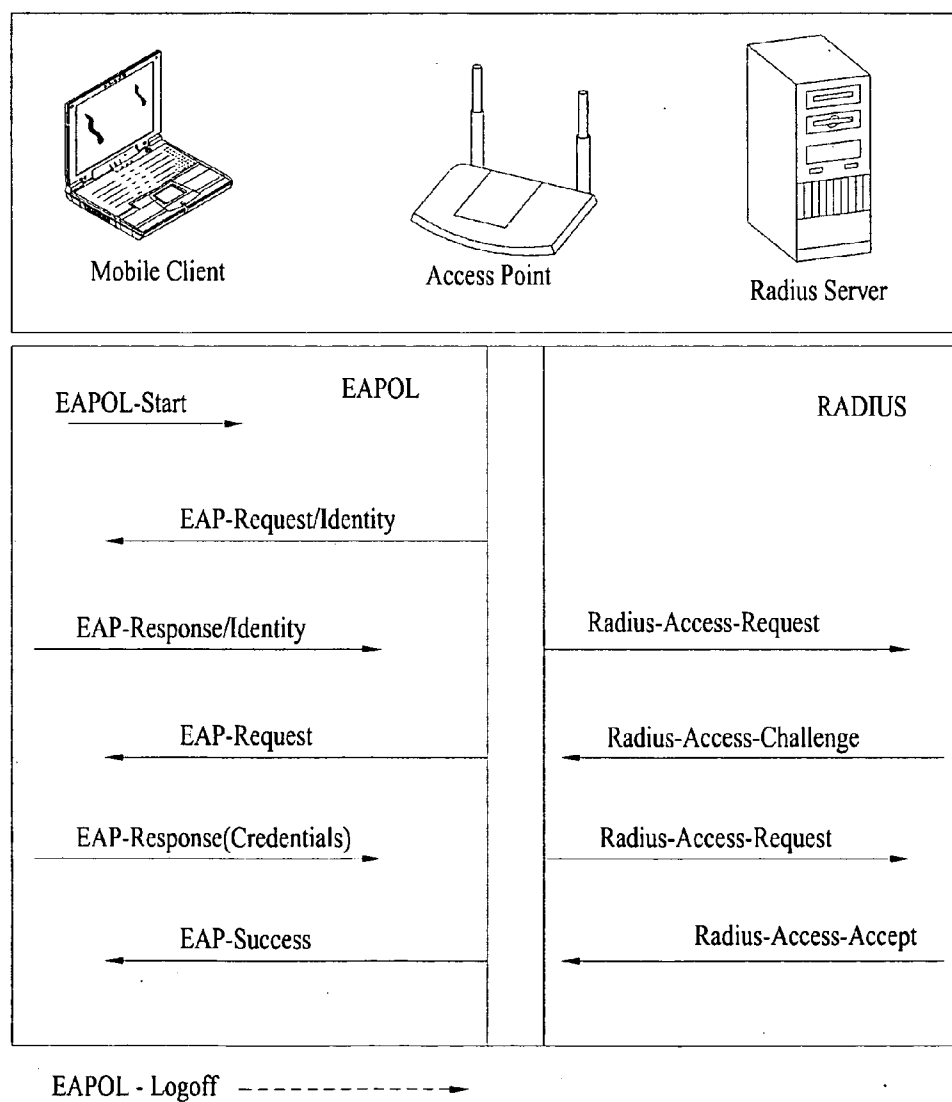 Mobile Client
Access Point
Radius Server
EAPOL
RADIUS
EAPOL-Start
EAP-Request/Identity
EAP-Response/Identity
Radius-Access-Request
EAP-Request
Radius-Access-Challenge
EAP-Response(Credentials)
Radius-Access-Request
EAP-Success
Radius-Access-Accept
EAPOL - Logoff